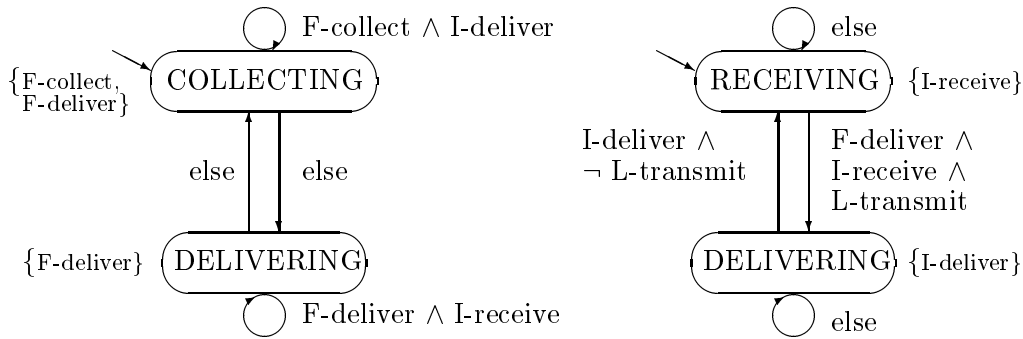 F-collect ∧ I-deliver
{F-collect,
F-deliver}
COLLECTING
else
else
{F-deliver}
DELIVERING
F-deliver ∧ I-receive
else
RECEIVING
{I-receive}
I-deliver ∧
¬ L-transmit
F-deliver ∧
I-receive ∧
L-transmit
DELIVERING
{I-deliver}
else